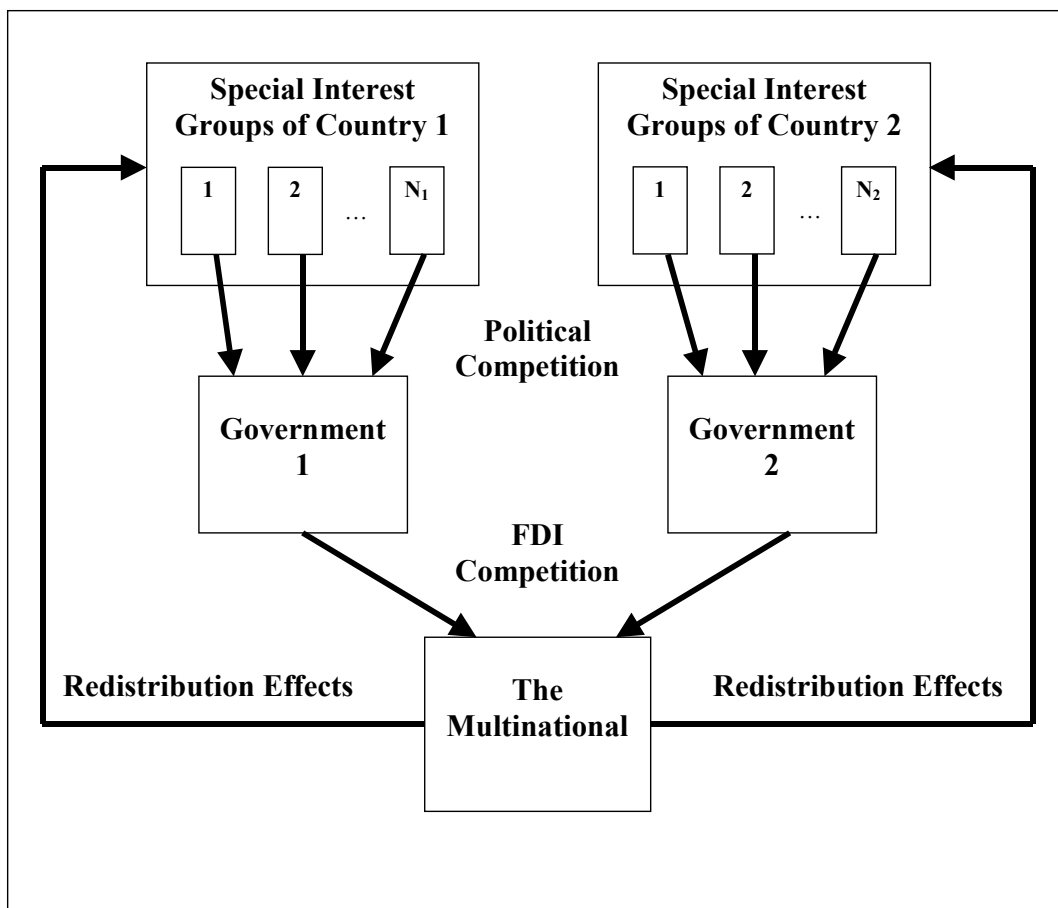 Special Interest
Groups of Country 1
1
2
…
N₁
Special Interest
Groups of Country 2
1
2
…
N₂
Political
Competition
Government
1
Government
2
FDI
Competition
Redistribution Effects
The
Multinational
Redistribution Effects